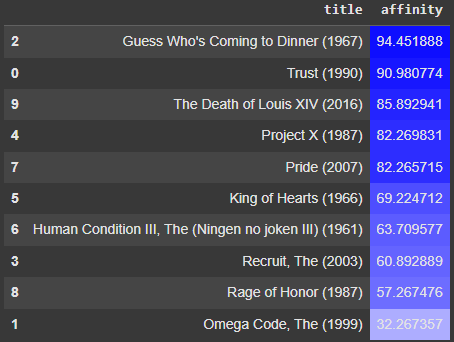 title affinity
2 Guess Who's Coming to Dinner (1967) 94.451888
0 Trust (1990) 90.980774
9 The Death of Louis XIV (2016) 85.892941
4 Project X (1987) 82.269831
7 Pride (2007) 82.265715
5 King of Hearts (1966) 69.224712
6 Human Condition III, The (Ningen no joken III) (1961) 63.709577
3 Recruit, The (2003) 60.892889
8 Rage of Honor (1987) 57.267476
1 Omega Code, The (1999) 32.267357